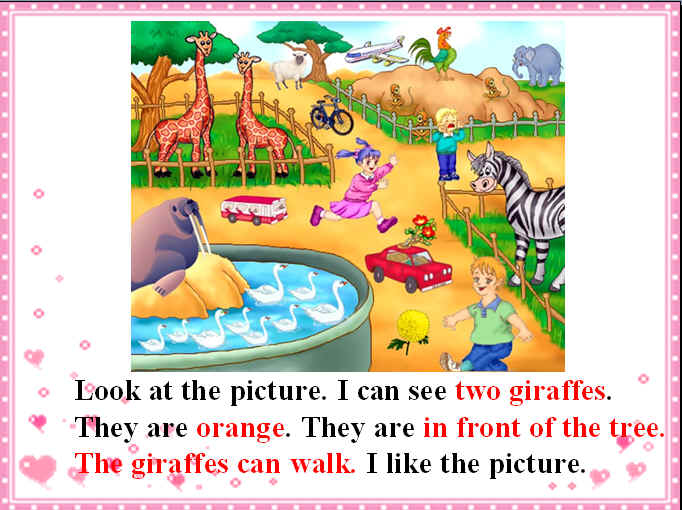 Look at the picture. I can see two giraffes.
They are orange. They are in front of the tree.
The giraffes can walk. I like the picture.